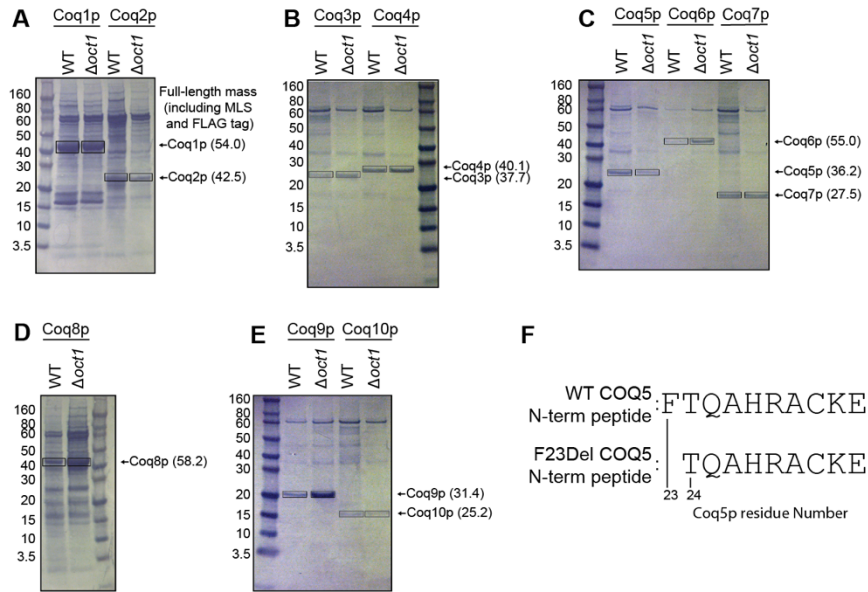 A
Coq1p Coq2p
WT Δoct1 WT Δoct1
160
80
60
50
40
30
20
15
10
3.5
Full-length mass
(including MLS
and FLAG tag)
Coq1p (54.0)
Coq2p (42.5)
B
Coq3p Coq4p
WT Δoct1 WT Δoct1
160
80
60
50
40
30
20
15
10
3.5
Coq4p (40.1)
Coq3p (37.7)
C
Coq5p Coq6p Coq7p
WT Δoct1 WT Δoct1 WT Δoct1
160
80
60
50
40
30
20
15
10
3.5
Coq6p (55.0)
Coq5p (36.2)
Coq7p (27.5)
D
Coq8p
WT Δoct1
160
80
60
50
40
30
20
15
10
3.5
Coq8p (58.2)
E
Coq9p Coq10p
WT Δoct1 WT Δoct1
160
80
60
50
40
30
20
15
10
3.5
Coq9p (31.4)
Coq10p (25.2)
F
WT COQ5
N-term peptide : FTQAHRACKE
F23Del COQ5
N-term peptide : TQAHRACKE
23 24
Coq5p residue Number